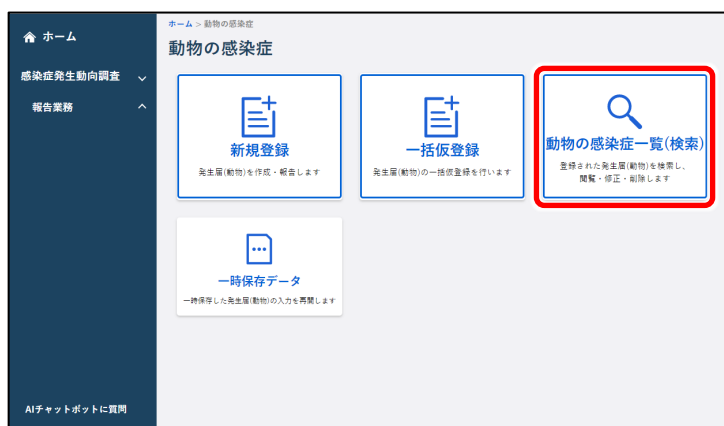 ホーム
感染症発生動向調査
報告業務
AIチャットボットに質問
ホーム > 動物の感染症
動物の感染症
新規登録
発生届(動物)を作成・報告します
一括仮登録
発生届(動物)の一括仮登録を行います
動物の感染症一覧(検索)
登録された発生届(動物)を検索し、
閲覧・修正・削除します
一時保存データ
一時保存した発生届(動物)の入力を再開します